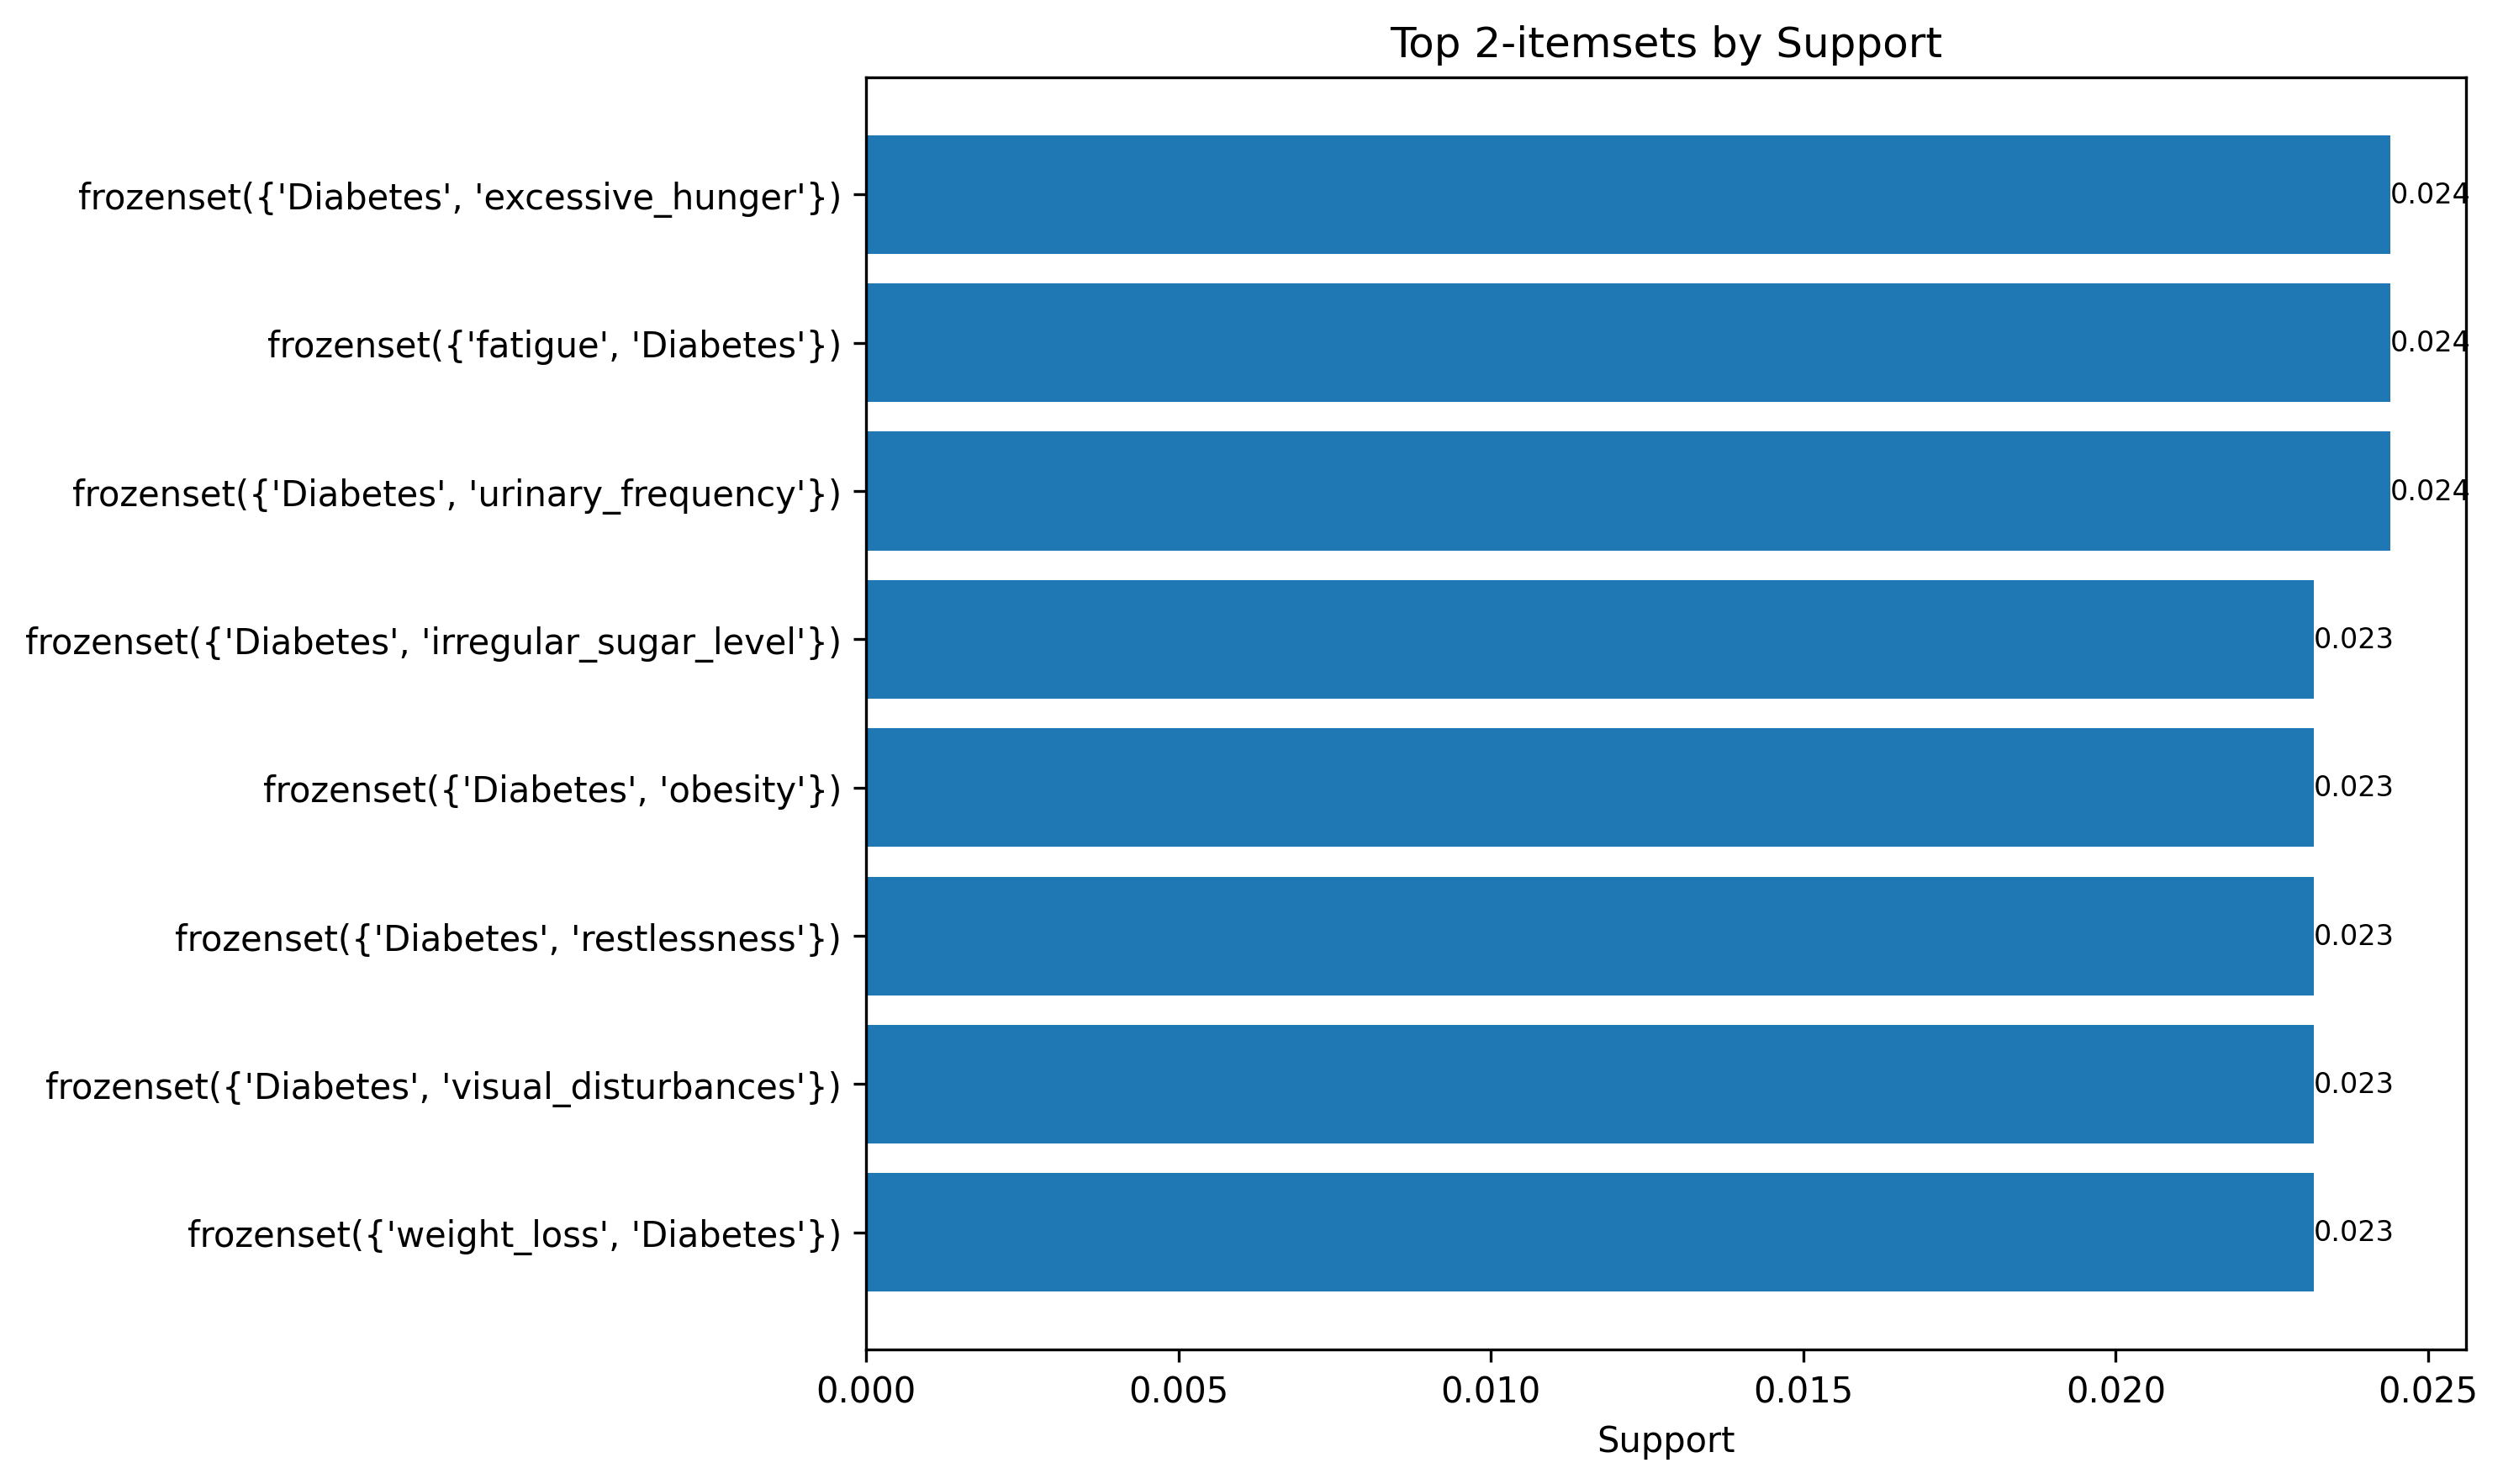 Top 2-itemsets by Support
frozenset({'Diabetes', 'excessive_hunger'})
0.024
frozenset({'fatigue', 'Diabetes'})
0.024
frozenset({'Diabetes', 'urinary_frequency'})
0.024
frozenset({'Diabetes', 'irregular_sugar_level'})
0.023
frozenset({'Diabetes', 'obesity'})
0.023
frozenset({'Diabetes', 'restlessness'})
0.023
frozenset({'Diabetes', 'visual_disturbances'})
0.023
frozenset({'weight_loss', 'Diabetes'})
0.023
0.000 0.005 0.010 0.015 0.020 0.025
Support